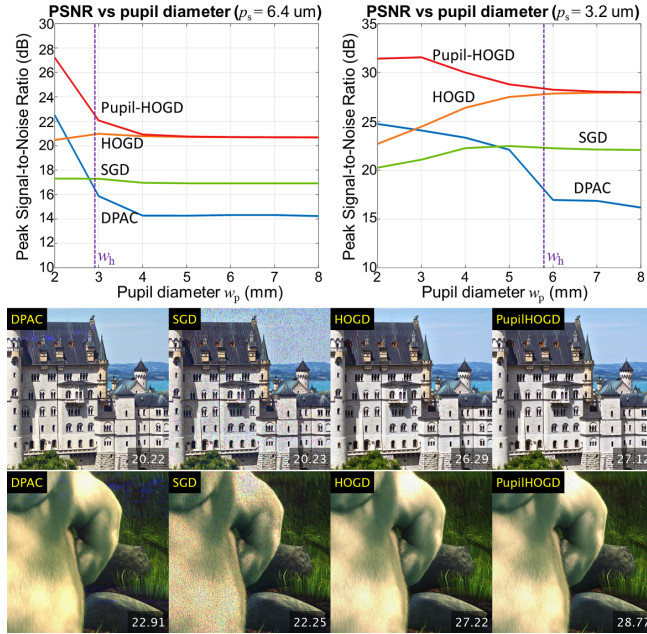 PSNR vs pupil diameter (pₛ = 6.4 um)
Peak Signal-to-Noise Ratio (dB)
30
28
26
24
22
20
18
16
14
12
10
Pupil-HOGD
HOGD
SGD
DPAC
wₕ
2 3 4 5 6 7 8
Pupil diameter wₚ (mm)
PSNR vs pupil diameter (pₛ = 3.2 um)
Peak Signal-to-Noise Ratio (dB)
35
30
25
20
15
10
Pupil-HOGD
HOGD
SGD
DPAC
wₕ
2 3 4 5 6 7 8
Pupil diameter wₚ (mm)
DPAC SGD HOGD PupilHOGD
20.22 20.23 26.29 27.12
DPAC SGD HOGD PupilHOGD
22.91 22.25 27.22 28.77